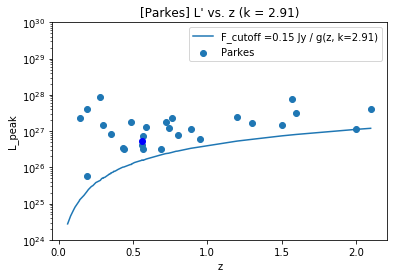 [Parkes] L' vs. z (k = 2.91)
F_cutoff =0.15 Jy / g(z, k=2.91)
Parkes
10^30
10^29
10^28
10^27
10^26
10^25
10^24
L_peak
0.0 0.5 1.0 1.5 2.0
z